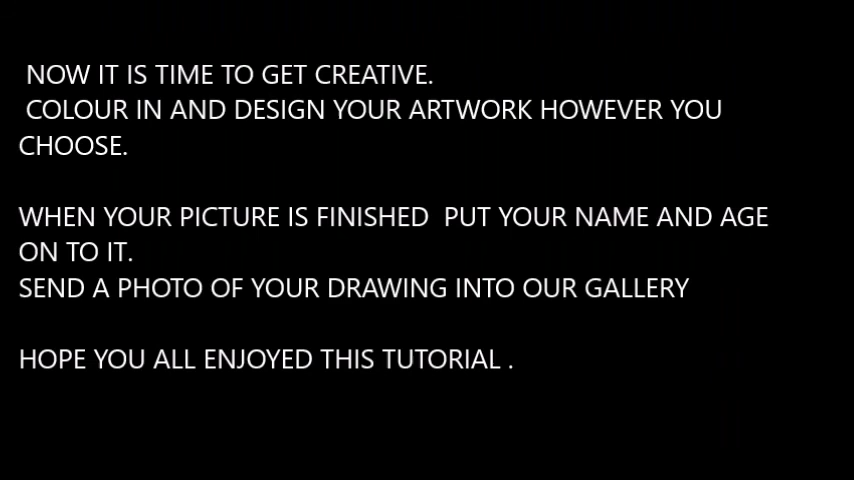 NOW IT IS TIME TO GET CREATIVE.
COLOUR IN AND DESIGN YOUR ARTWORK HOWEVER YOU
CHOOSE.
WHEN YOUR PICTURE IS FINISHED  PUT YOUR NAME AND AGE
ON TO IT.
SEND A PHOTO OF YOUR DRAWING INTO OUR GALLERY
HOPE YOU ALL ENJOYED THIS TUTORIAL .